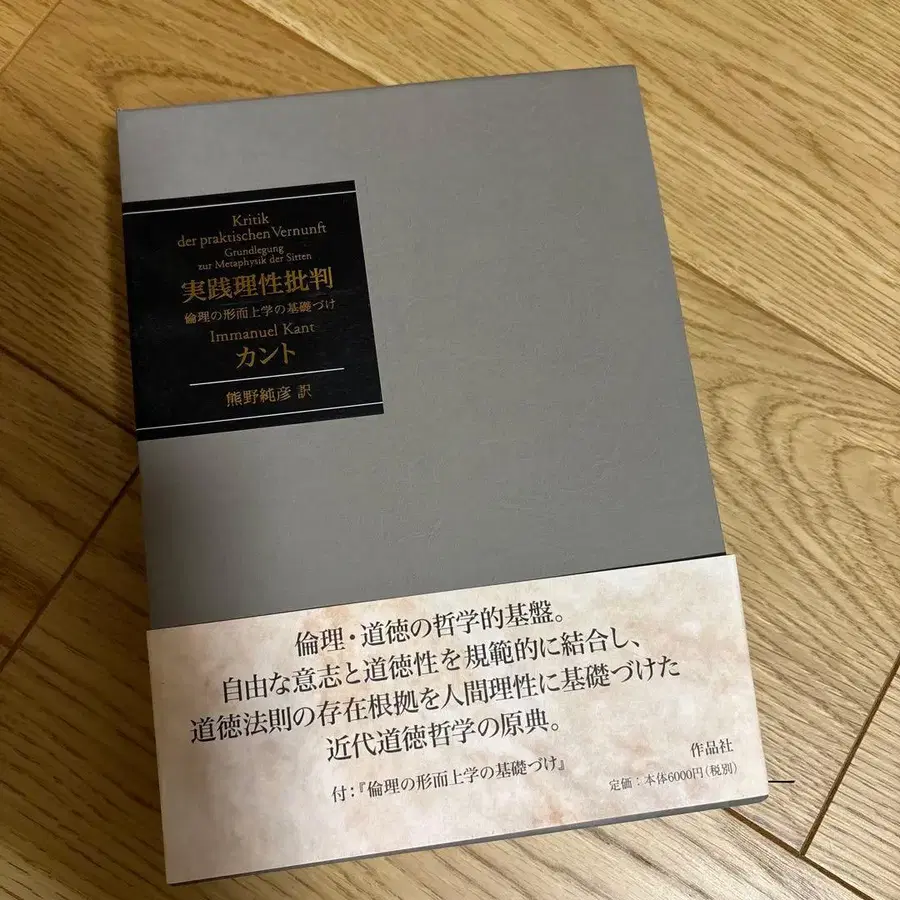 Kritik
der praktischen Vernunft
Grundlegung
zur Metaphysik der Sitten
実践理性批判
倫理の形而上学の基礎づけ
Immanuel Kant
カント
熊野純彦 訳
倫理・道徳の哲学的基盤。
自由な意志と道徳性を規範的に結合し、
道徳法則の存在根拠を人間理性に基礎づけた
近代道徳哲学の原典。
付:『倫理の形而上学の基礎づけ』
作品社
定価:本体6000円(税別)